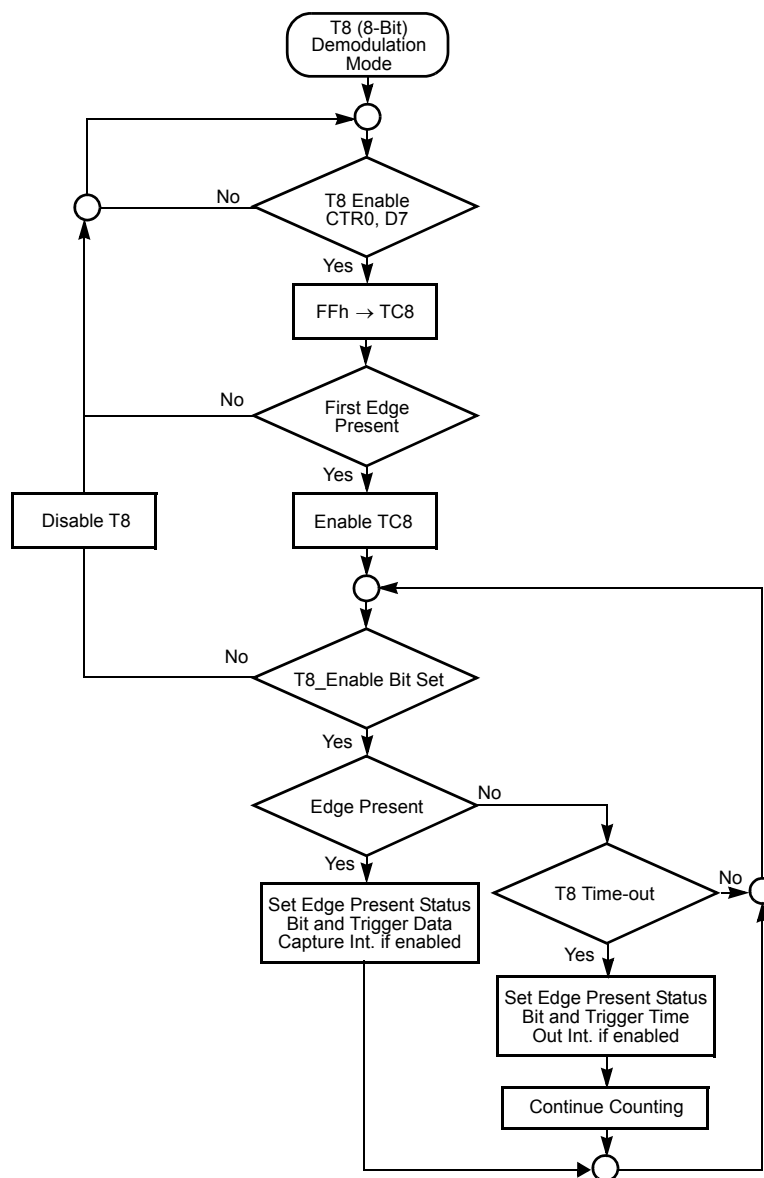 T8 (8-Bit)
Demodulation
Mode
No
T8 Enable
CTR0, D7
Yes
FFh → TC8
No
First Edge
Present
Yes
Disable T8
Enable TC8
No
T8_Enable Bit Set
Yes
Edge Present
No
Yes
T8 Time-out
No
Set Edge Present Status
Bit and Trigger Data
Capture Int. if enabled
Yes
Set Edge Present Status
Bit and Trigger Time
Out Int. if enabled
Continue Counting